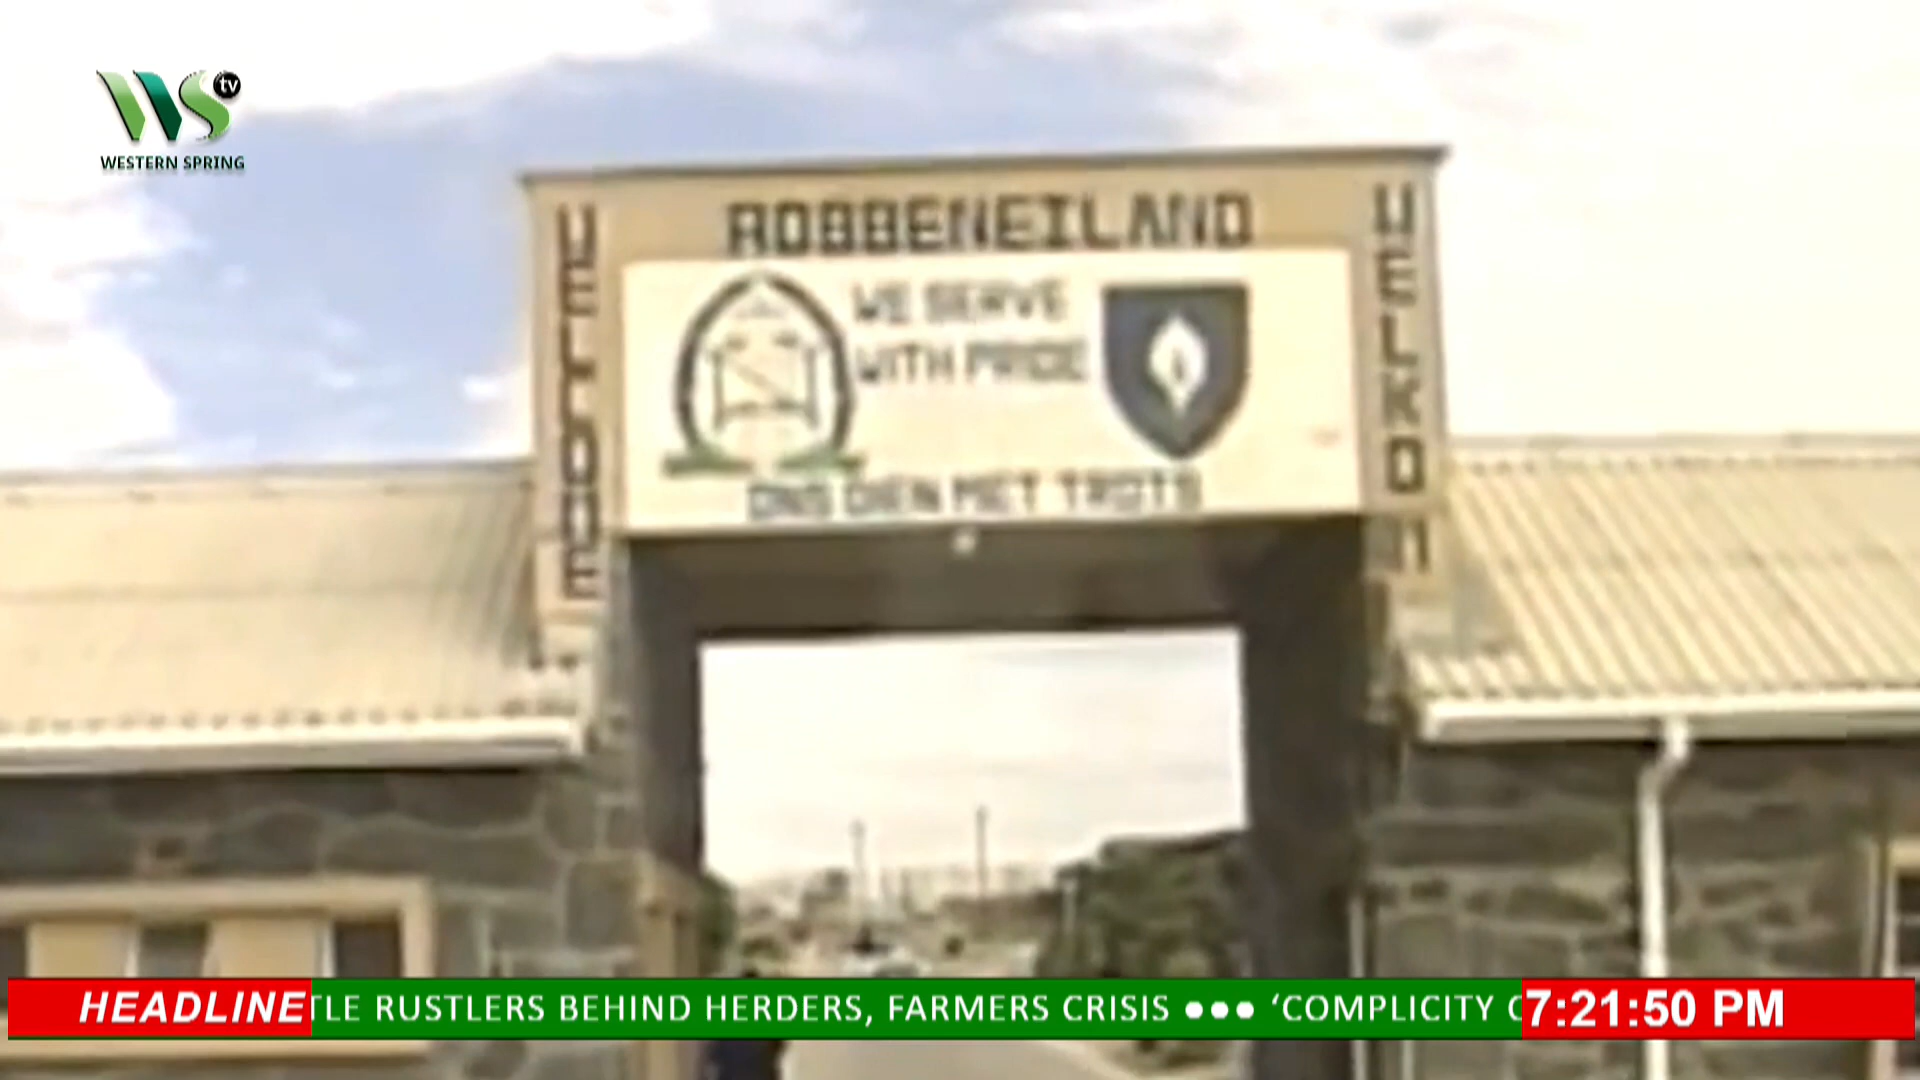 WS tv
WESTERN SPRING
ROBBENEILAND
WELCOME
WELKOM
WE SERVE
WITH PRIDE
ONS DIEN MET TROTS
HEADLINE
TLE RUSTLERS BEHIND HERDERS, FARMERS CRISIS ●●● ‘COMPLICITY
7:21:50 PM